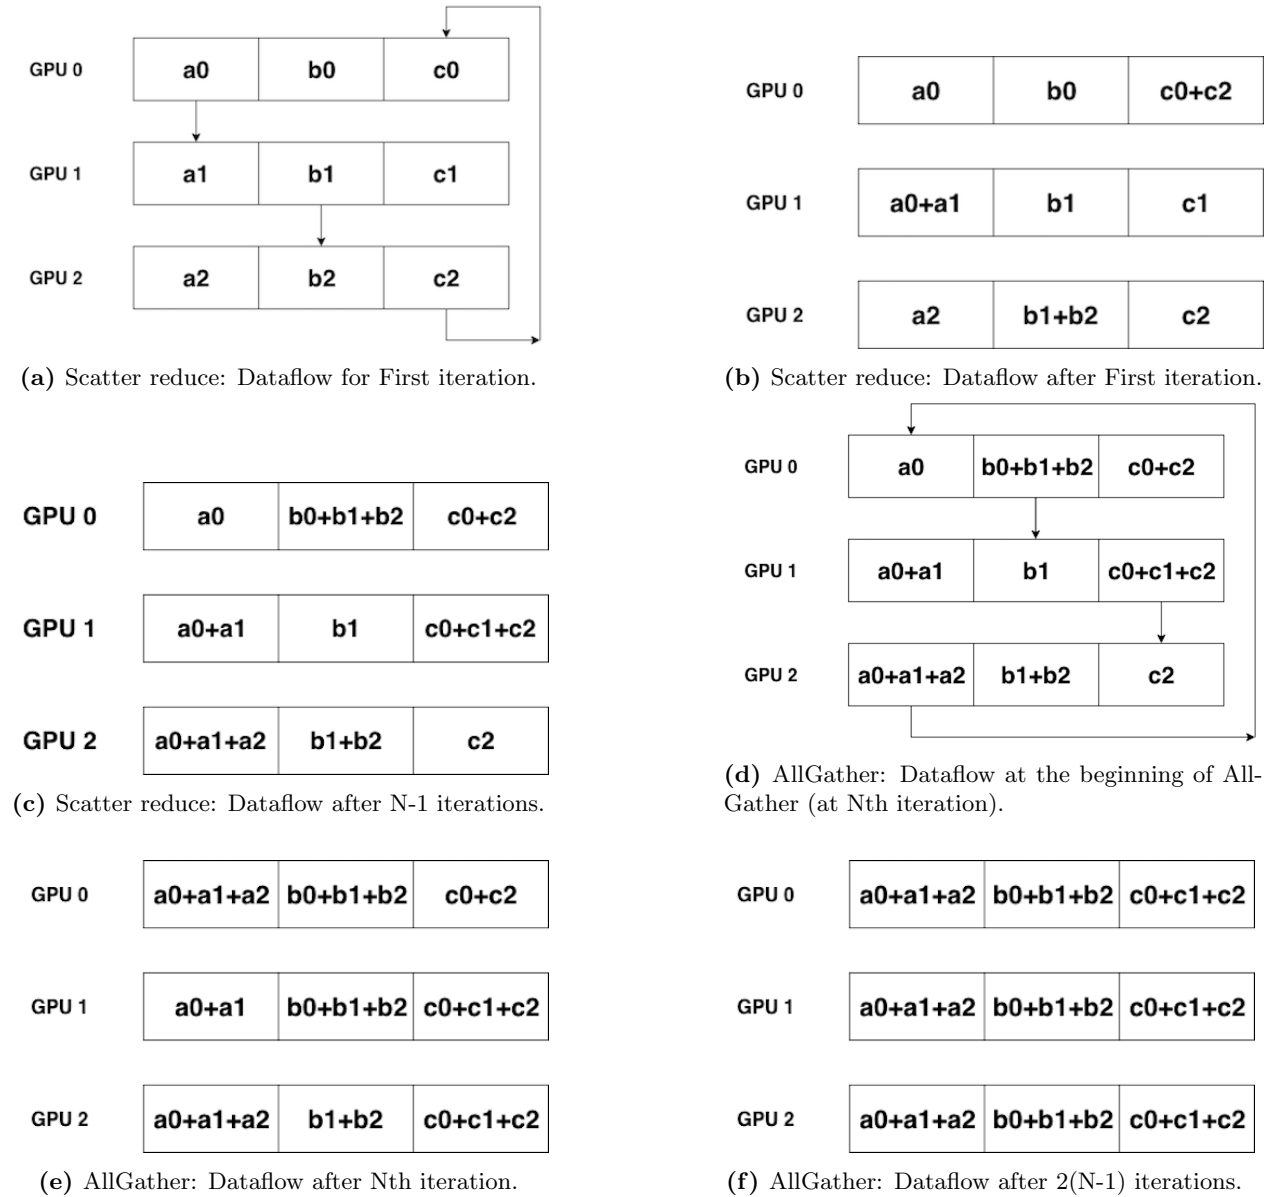 GPU 0 a0 b0 c0
GPU 1 a1 b1 c1
GPU 2 a2 b2 c2
(a) Scatter reduce: Dataflow for First iteration.
GPU 0 a0 b0 c0+c2
GPU 1 a0+a1 b1 c1
GPU 2 a2 b1+b2 c2
(b) Scatter reduce: Dataflow after First iteration.
GPU 0 a0 b0+b1+b2 c0+c2
GPU 1 a0+a1 b1 c0+c1+c2
GPU 2 a0+a1+a2 b1+b2 c2
(c) Scatter reduce: Dataflow after N-1 iterations.
GPU 0 a0 b0+b1+b2 c0+c2
GPU 1 a0+a1 b1 c0+c1+c2
GPU 2 a0+a1+a2 b1+b2 c2
(d) AllGather: Dataflow at the beginning of All-
Gather (at Nth iteration).
GPU 0 a0+a1+a2 b0+b1+b2 c0+c2
GPU 1 a0+a1 b0+b1+b2 c0+c1+c2
GPU 2 a0+a1+a2 b1+b2 c0+c1+c2
(e) AllGather: Dataflow after Nth iteration.
GPU 0 a0+a1+a2 b0+b1+b2 c0+c1+c2
GPU 1 a0+a1+a2 b0+b1+b2 c0+c1+c2
GPU 2 a0+a1+a2 b0+b1+b2 c0+c1+c2
(f) AllGather: Dataflow after 2(N-1) iterations.